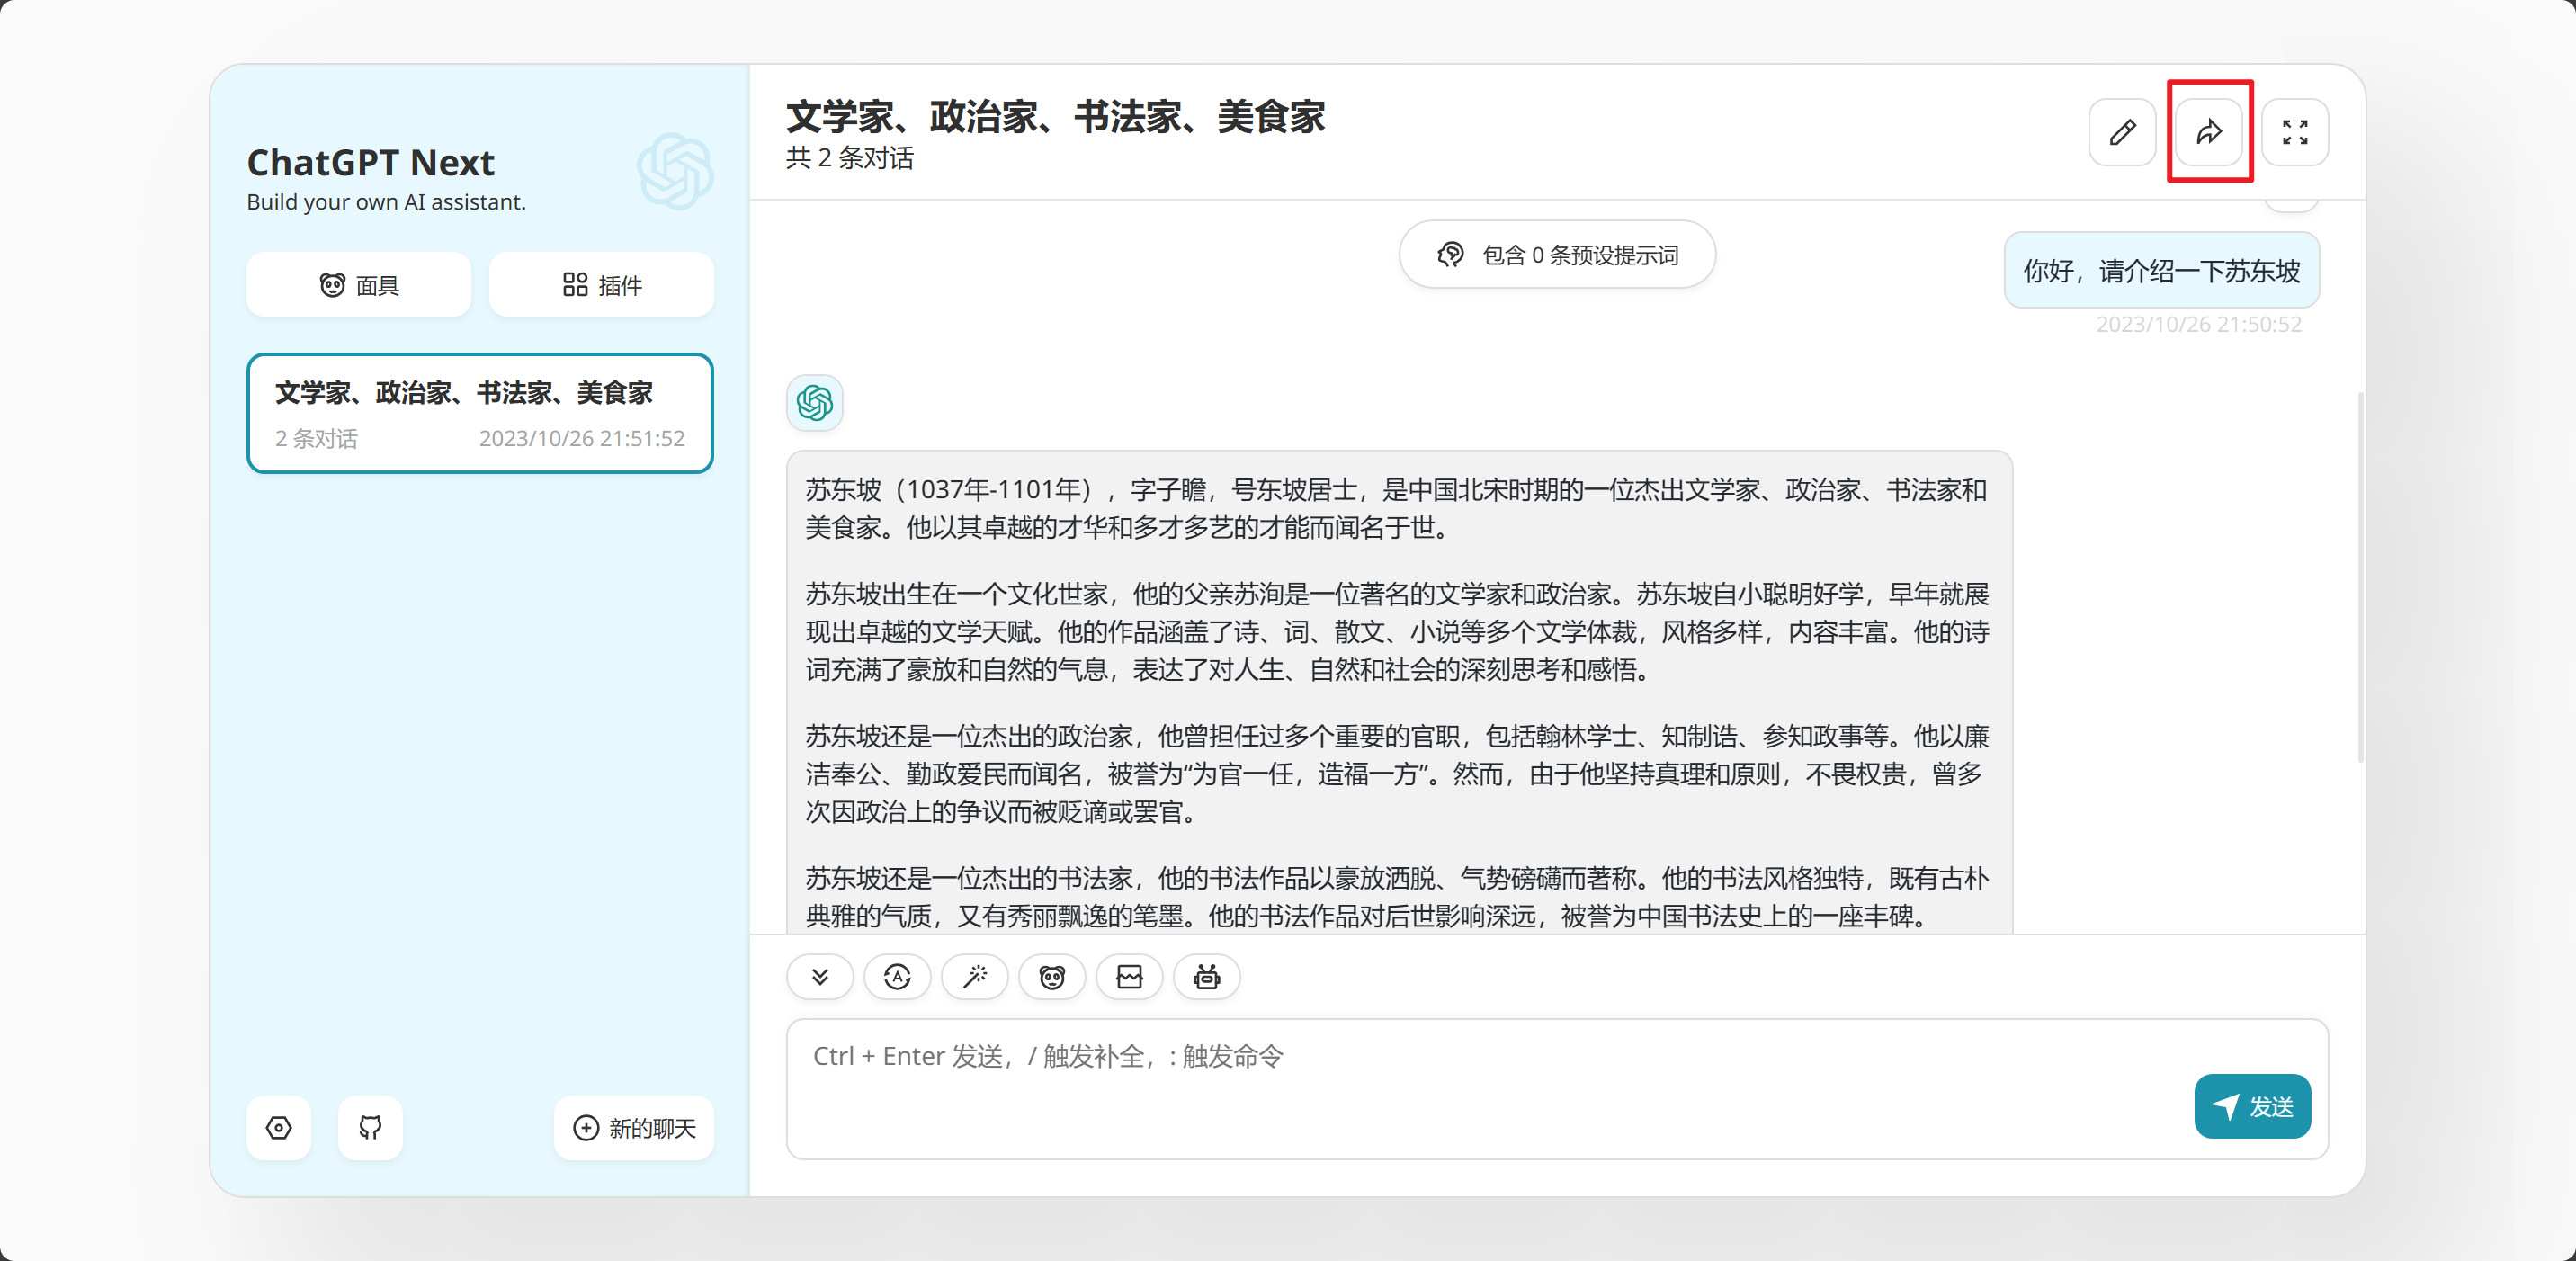 ChatGPT Next
Build your own AI assistant.
面具
插件
文学家、政治家、书法家、美食家
2 条对话
2023/10/26 21:51:52
新的聊天
文学家、政治家、书法家、美食家
共 2 条对话
包含 0 条预设提示词
你好，请介绍一下苏东坡
2023/10/26 21:50:52
苏东坡（1037年-1101年），字子瞻，号东坡居士，是中国北宋时期的一位杰出文学家、政治家、书法家和
美食家。他以其卓越的才华和多才多艺的才能而闻名于世。
苏东坡出生在一个文化世家，他的父亲苏洵是一位著名的文学家和政治家。苏东坡自小聪明好学，早年就展
现出卓越的文学天赋。他的作品涵盖了诗、词、散文、小说等多个文学体裁，风格多样，内容丰富。他的诗
词充满了豪放和自然的气息，表达了对人生、自然和社会的深刻思考和感悟。
苏东坡还是一位杰出的政治家，他曾担任过多个重要的官职，包括翰林学士、知制诰、参知政事等。他以廉
洁奉公、勤政爱民而闻名，被誉为“为官一任，造福一方”。然而，由于他坚持真理和原则，不畏权贵，曾多
次因政治上的争议而被贬谪或罢官。
苏东坡还是一位杰出的书法家，他的书法作品以豪放洒脱、气势磅礴而著称。他的书法风格独特，既有古朴
典雅的气质，又有秀丽飘逸的笔墨。他的书法作品对后世影响深远，被誉为中国书法史上的一座丰碑。
Ctrl + Enter 发送，/ 触发补全，: 触发命令
发送